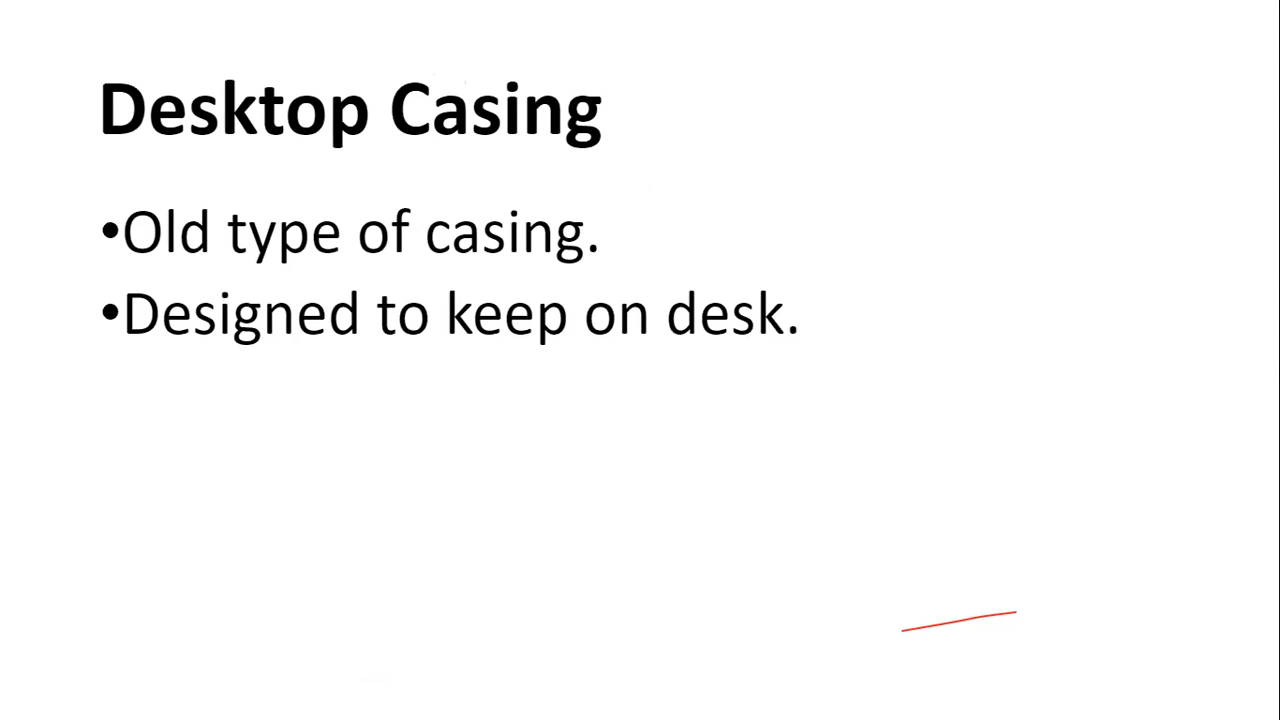 Desktop Casing
•Old type of casing.
•Designed to keep on desk.